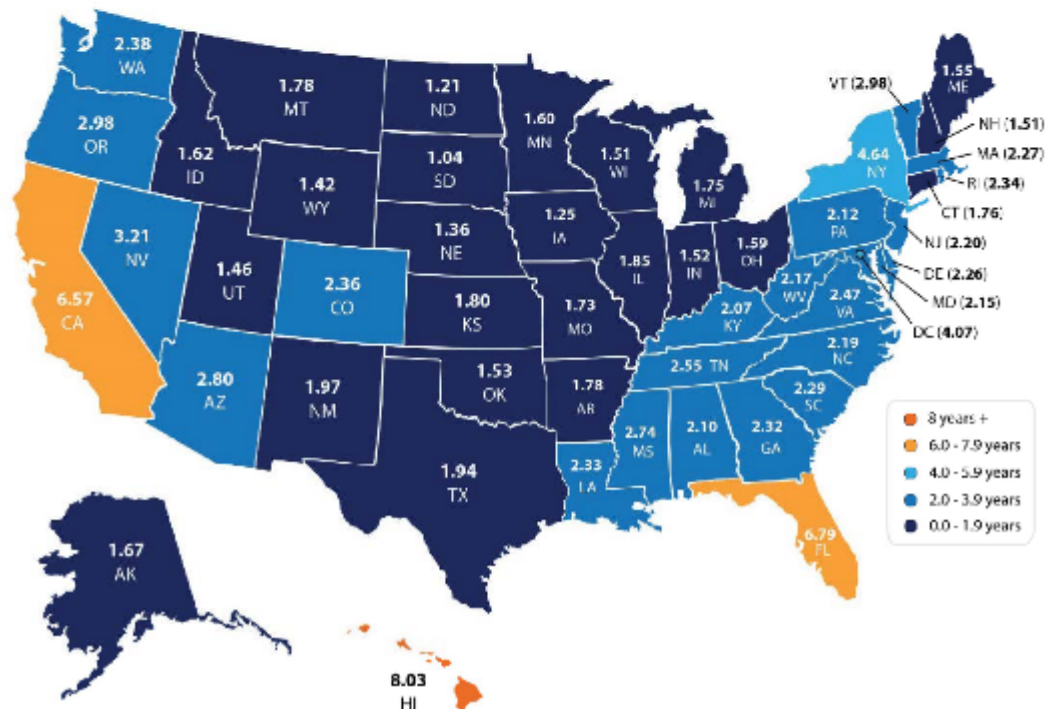 2.38
WA
2.98
OR
1.62
ID
1.78
MT
1.21
ND
1.04
SD
1.42
WY
1.36
NE
1.60
MN
1.51
WI
1.75
MI
1.25
IA
3.21
NV
1.46
UT
2.36
CO
1.80
KS
1.73
MO
1.85
IL
1.52
IN
1.59
OH
6.57
CA
2.80
AZ
1.97
NM
1.53
OK
1.78
AR
1.94
TX
2.33
LA
2.74
MS
2.10
AL
2.32
GA
2.55 TN
2.07
KY
2.17
WV
2.47
VA
2.19
NC
2.29
SC
6.79
FL
2.12
PA
4.64
NY
1.55
ME
VT (2.98)
NH (1.51)
MA (2.27)
RI (2.34)
CT (1.76)
NJ (2.20)
DE (2.26)
MD (2.15)
DC (4.07)
8 years +
6.0 - 7.9 years
4.0 - 5.9 years
2.0 - 3.9 years
0.0 - 1.9 years
1.67
AK
8.03
HI